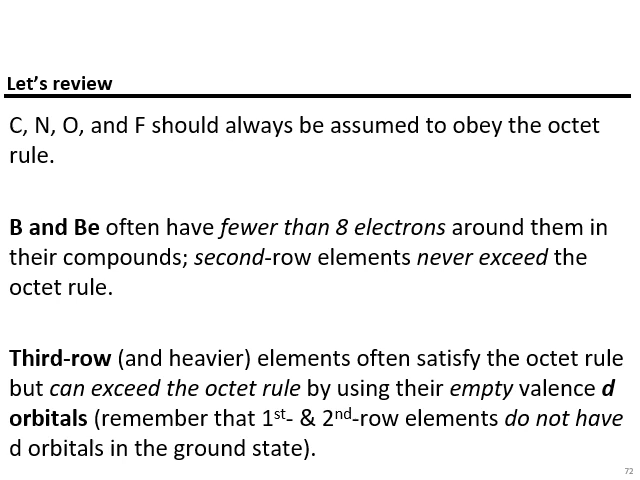 Let’s review
C, N, O, and F should always be assumed to obey the octet
rule.
B and Be often have fewer than 8 electrons around them in
their compounds; second-row elements never exceed the
octet rule.
Third-row (and heavier) elements often satisfy the octet rule
but can exceed the octet rule by using their empty valence d
orbitals (remember that 1st- & 2nd-row elements do not have
d orbitals in the ground state).
72